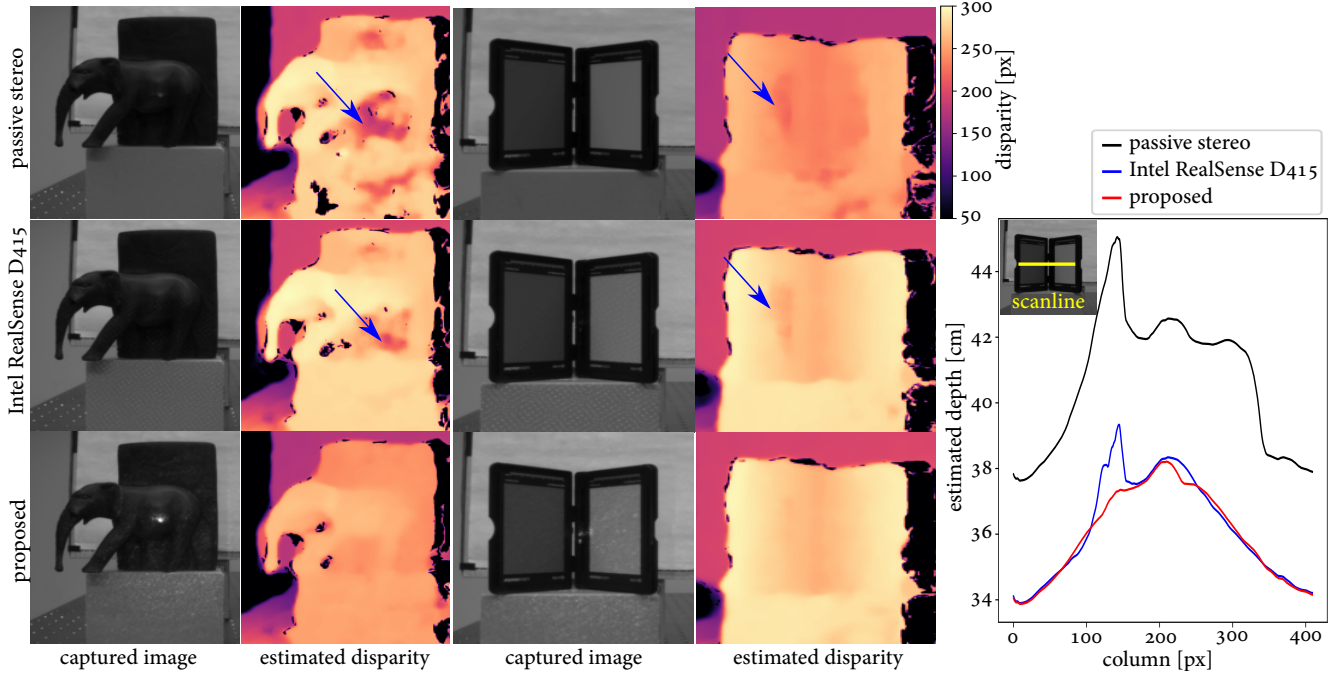 passive stereo
Intel RealSense D415
proposed
captured image
estimated disparity
captured image
estimated disparity
300
250
200
150
100
50
disparity [px]
passive stereo
Intel RealSense D415
proposed
scanline
44
42
40
38
36
34
estimated depth [cm]
0
100
200
300
400
column [px]